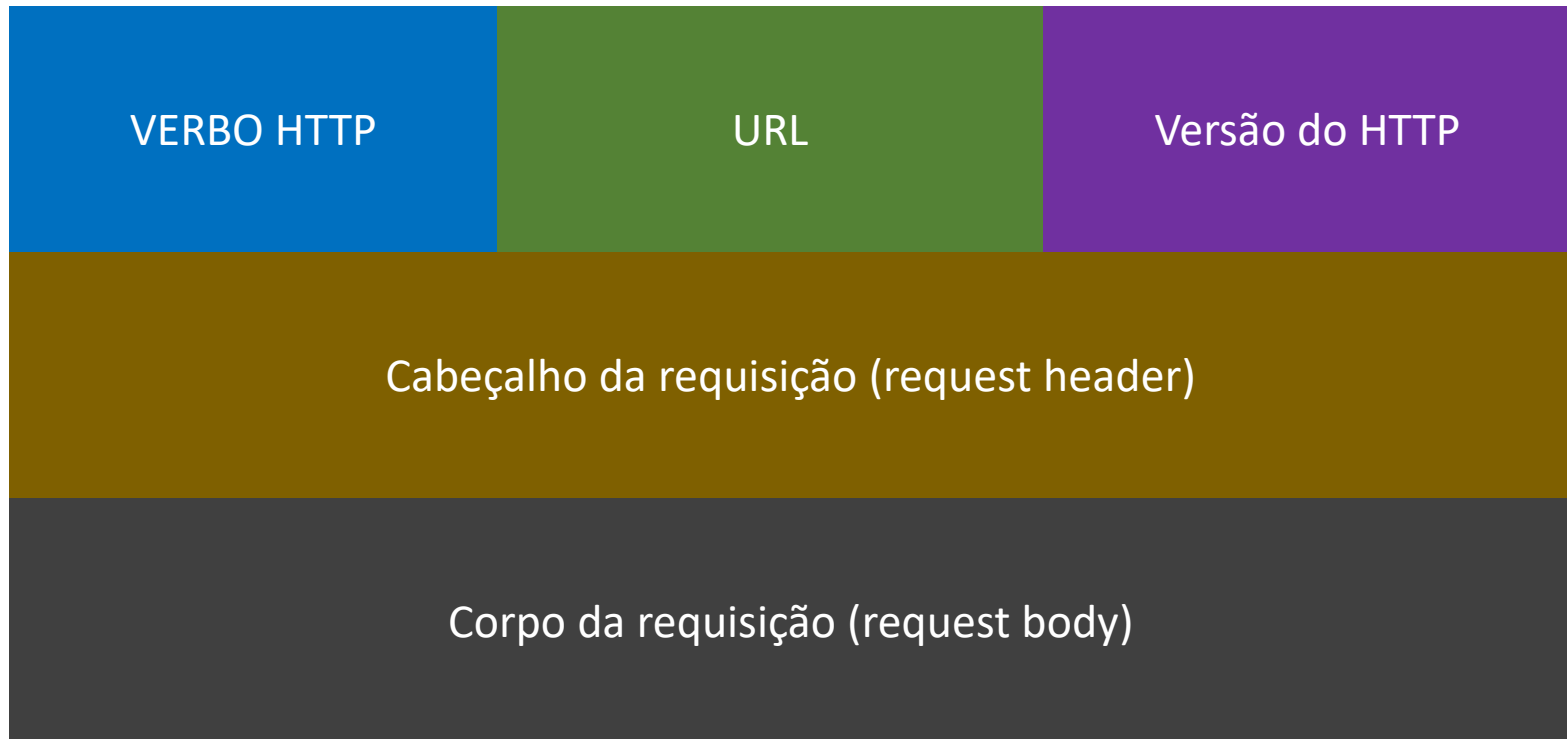 VERBO HTTP
URL
Versão do HTTP
Cabeçalho da requisição (request header)
Corpo da requisição (request body)